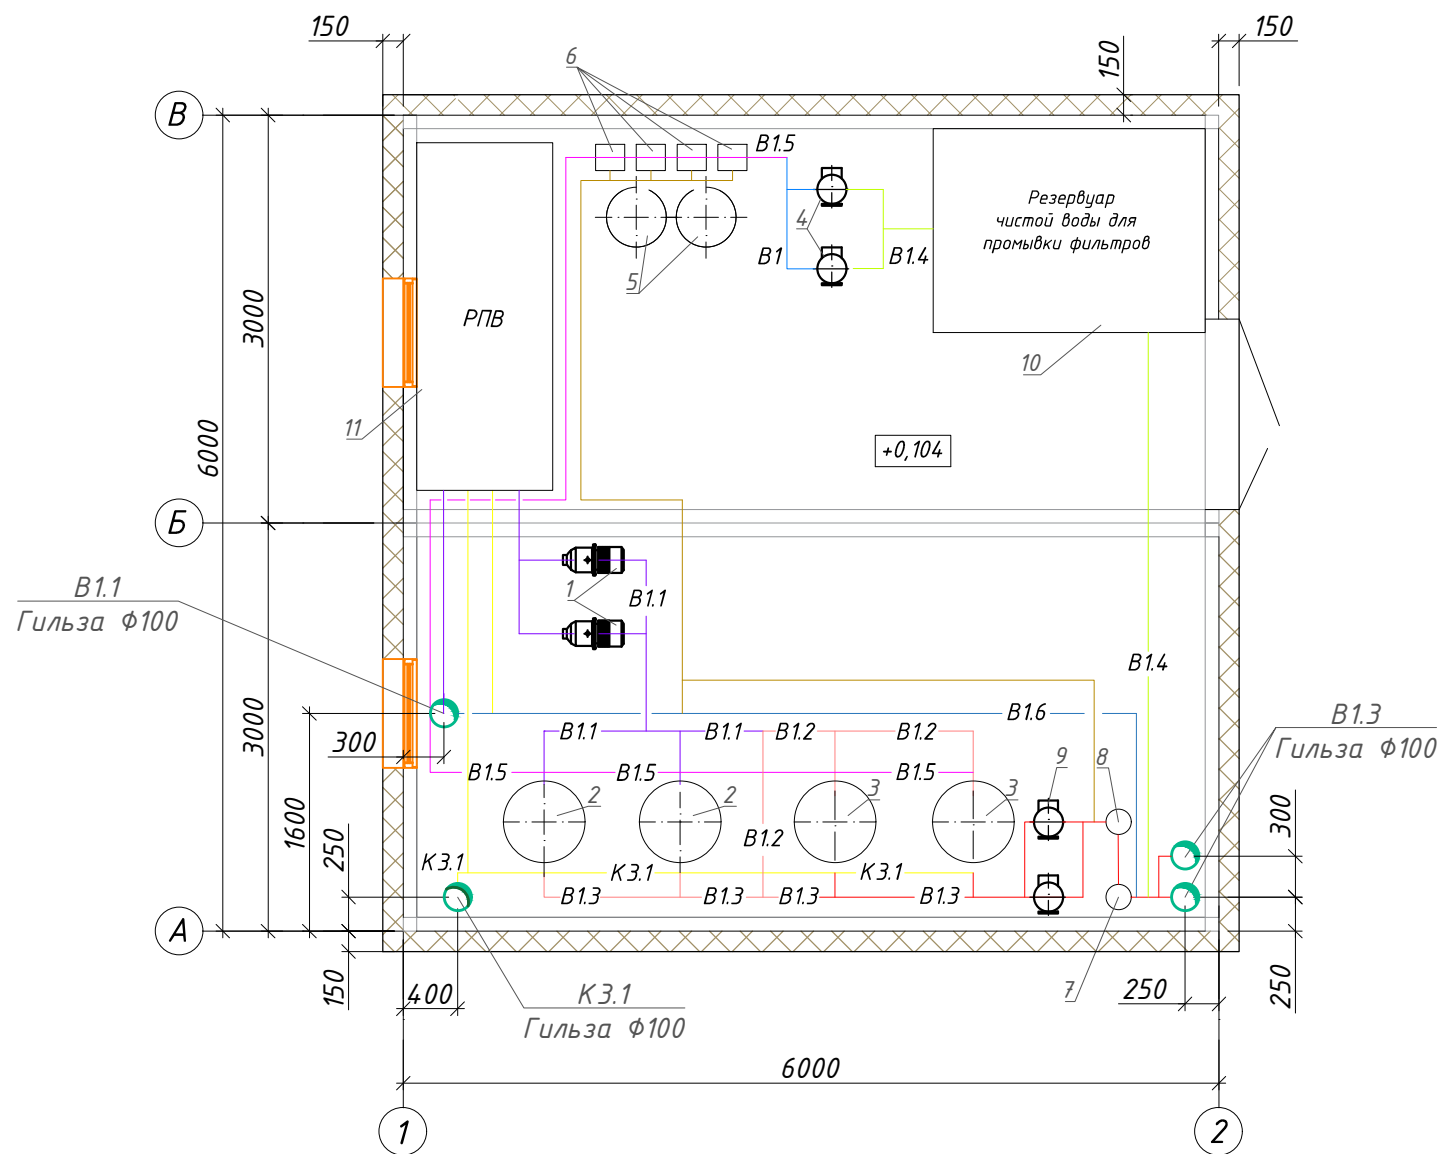 150
150
150
6
В
В1.5
Резервуар
чистой воды для
промывки фильтров
4
В1
В1.4
5
РПВ
3000
10
11
+0,104
6000
Б
1
В1.1
В1.1
Гильза Ф100
В1.4
3000
В1.6
В1.3
Гильза Ф100
300
В1.1
В1.1
В1.2
В1.2
9
8
В1.5
В1.5
В1.5
2
2
3
3
1600
250
300
В1.2
К3.1
К3.1
К3.1
В1.3
В1.3
В1.3
В1.3
А
150
400
К3.1
Гильза Ф100
7
250
250
6000
1
2